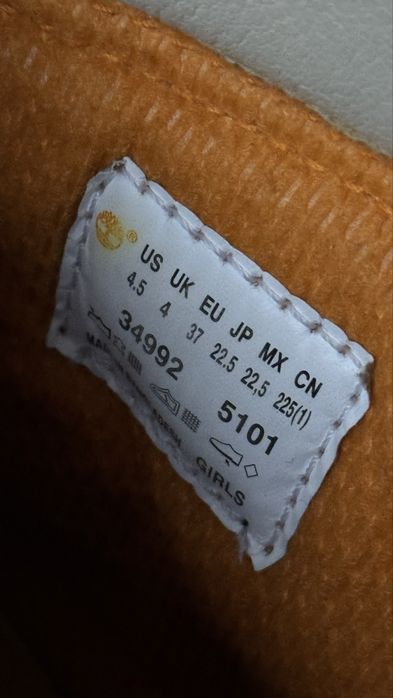 ®
US UK EU JP MX CN
4.5 4 37 22.5 22,5 225(1)
34992 5101
GIRLS